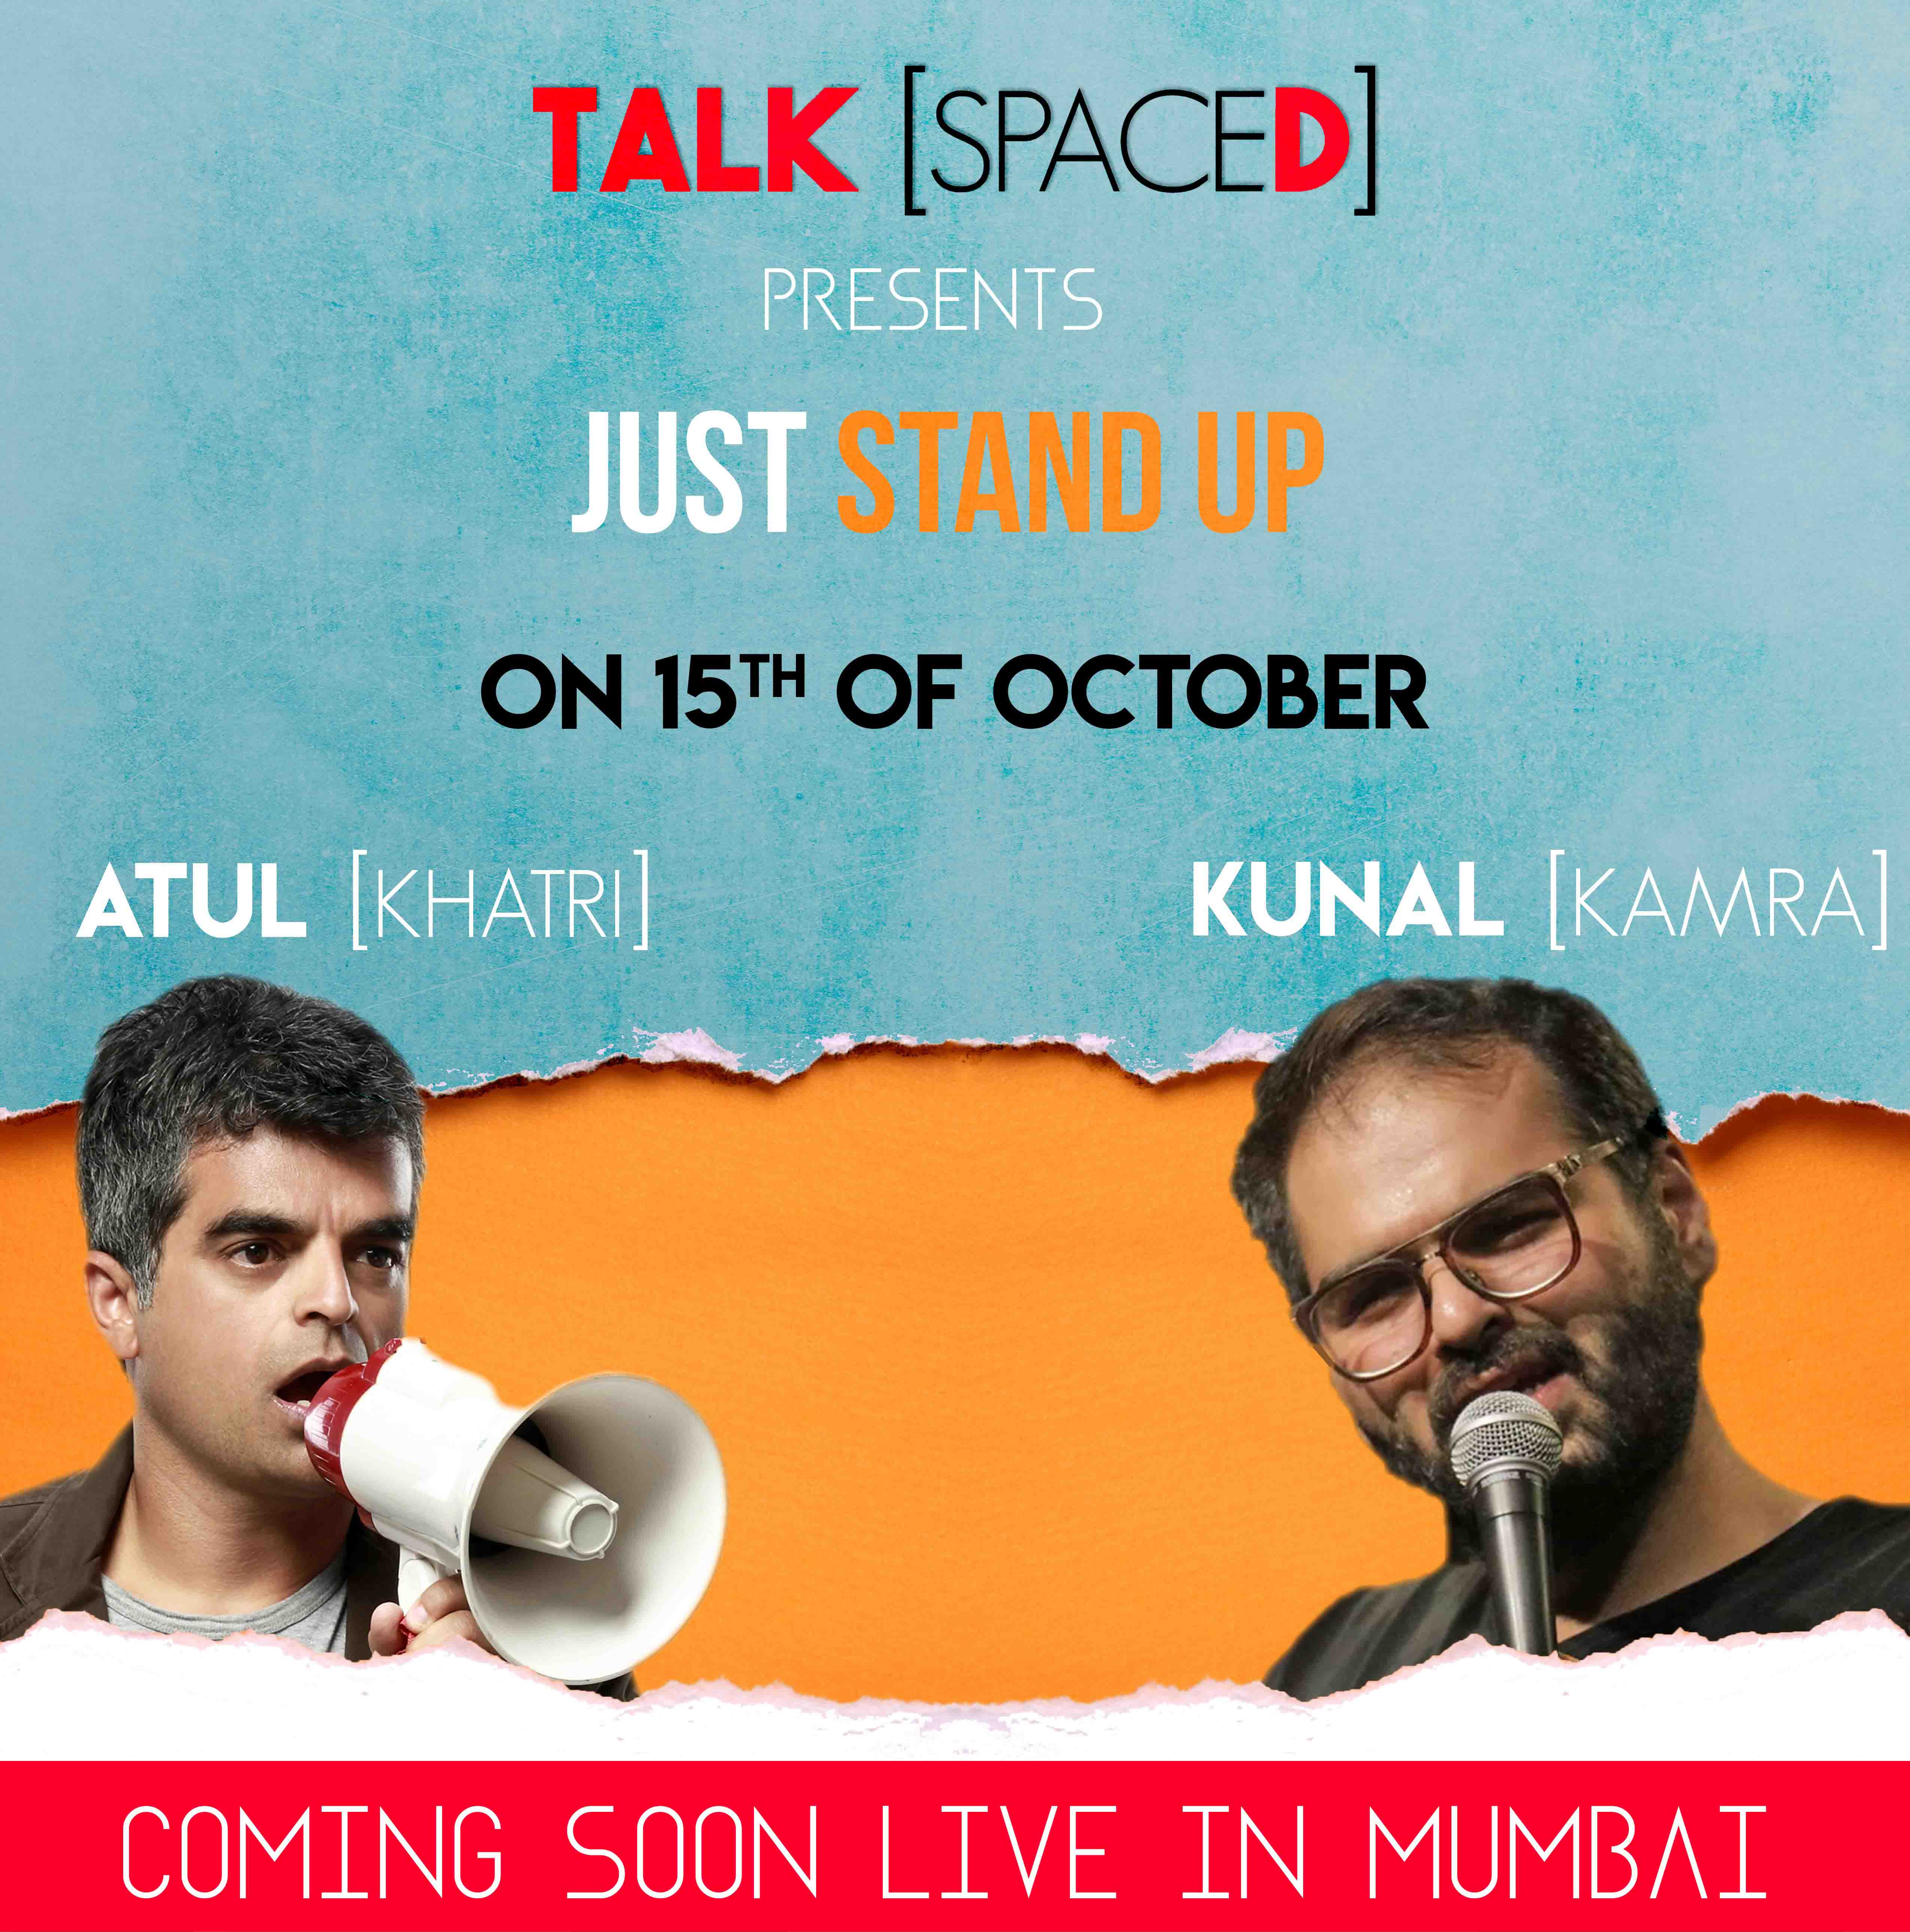 TALK [SPACED]
PRESENTS
JUST STAND UP
ON 15TH OF OCTOBER
ATUL [KHATRI]
KUNAL [KAMRA]
COMING SOON LIVE IN MUMBAI